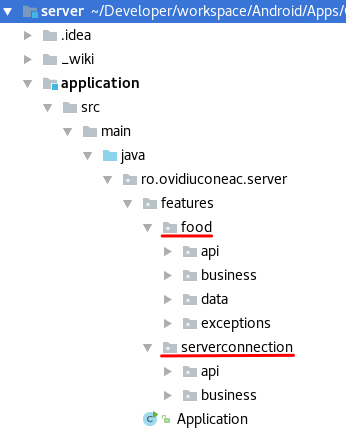 server ~/Developer/workspace/Android/Apps/
.idea
_wiki
application
src
main
java
ro.ovidiuconeac.server
features
food
api
business
data
exceptions
serverconnection
api
business
Application